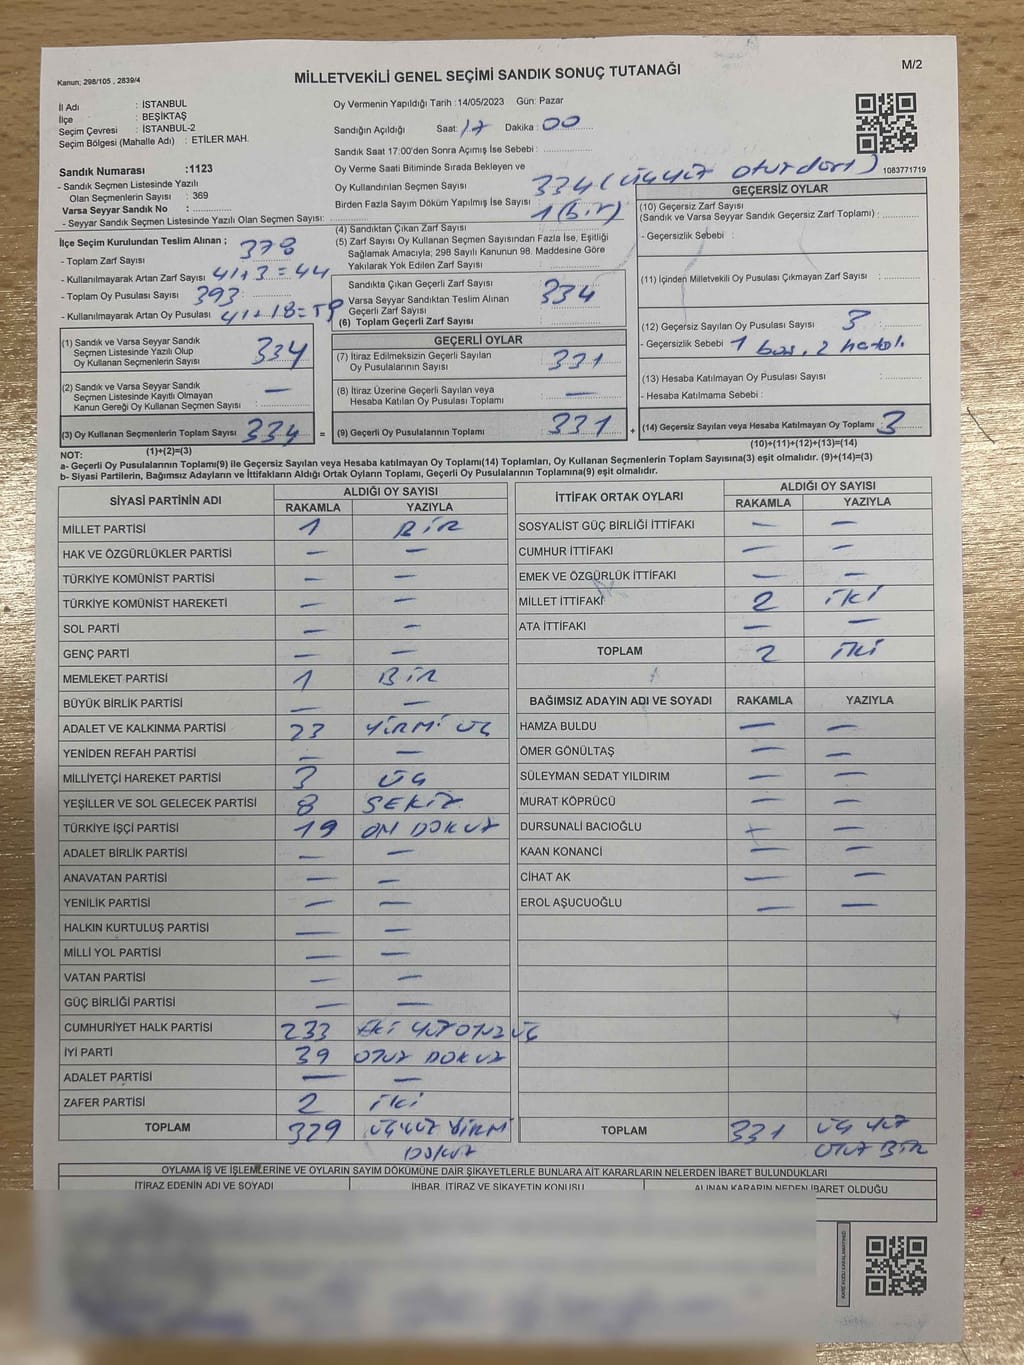 Kanun; 298/105 , 2839/4
MİLLETVEKİLİ GENEL SEÇİMİ SANDIK SONUÇ TUTANAĞI
M/2
İl Adı : İSTANBUL
İlçe : BEŞİKTAŞ
Seçim Çevresi : İSTANBUL-2
Seçim Bölgesi (Mahalle Adı) : ETİLER MAH.
Oy Vermenin Yapıldığı Tarih :14/05/2023 Gün: Pazar
Sandığın Açıldığı Saat: 17 Dakika : 00
Sandık Saat 17:00'den Sonra Açımış İse Sebebi :
Oy Verme Saati Bitiminde Sırada Bekleyen ve
Oy Kullandırılan Seçmen Sayısı 334 (üçyüz oturdört)
Birden Fazla Sayım Döküm Yapılmış İse Sayısı : 1 (bir)
1083771719
Sandık Numarası :1123
- Sandık Seçmen Listesinde Yazılı
Olan Seçmenlerin Sayısı : 369
Varsa Seyyar Sandık No :
- Seyyar Sandık Seçmen Listesinde Yazılı Olan Seçmen Sayısı:
İlçe Seçim Kurulundan Teslim Alınan ;
- Toplam Zarf Sayısı 378
- Kullanılmayarak Artan Zarf Sayısı 41+3=44
- Toplam Oy Pusulası Sayısı 393
- Kullanılmayarak Artan Oy Pusulası 41+18=59
(1) Sandık ve Varsa Seyyar Sandık
Seçmen Listesinde Yazılı Olup
Oy Kullanan Seçmenlerin Sayısı 334
(2) Sandık ve Varsa Seyyar Sandık
Seçmen Listesinde Kayıtlı Olmayan
Kanun Gereği Oy Kullanan Seçmen Sayısı : —
(3) Oy Kullanan Seçmenlerin Toplam Sayısı 334 =
(1)+(2)=(3)
(4) Sandıktan Çıkan Zarf Sayısı :
(5) Zarf Sayısı Oy Kullanan Seçmen Sayısından Fazla İse, Eşitliği
Sağlamak Amacıyla; 298 Sayılı Kanunun 98. Maddesine Göre
Yakılarak Yok Edilen Zarf Sayısı :
Sandıkta Çıkan Geçerli Zarf Sayısı 334
Varsa Seyyar Sandıktan Teslim Alınan
Geçerli Zarf Sayısı
(6) Toplam Geçerli Zarf Sayısı :
GEÇERLİ OYLAR
(7) İtiraz Edilmeksizin Geçerli Sayılan
Oy Pusulalarının Sayısı 331
(8) İtiraz Üzerine Geçerli Sayılan veya
Hesaba Katılan Oy Pusulası Toplamı —
(9) Geçerli Oy Pusulalarının Toplamı 331 +
GEÇERSİZ OYLAR
(10) Geçersiz Zarf Sayısı
(Sandık ve Varsa Seyyar Sandık Geçersiz Zarf Toplamı) :
- Geçersizlik Sebebi :
(11) İçinden Milletvekili Oy Pusulası Çıkmayan Zarf Sayısı :
(12) Geçersiz Sayılan Oy Pusulası Sayısı 3
- Geçersizlik Sebebi 1 boş, 2 hatalı
(13) Hesaba Katılmayan Oy Pusulası Sayısı :
- Hesaba Katılmama Sebebi :
(14) Geçersiz Sayılan veya Hesaba Katılmayan Oy Toplamı 3
(10)+(11)+(12)+(13)=(14)
NOT:
a- Geçerli Oy Pusulalarının Toplamı(9) ile Geçersiz Sayılan veya Hesaba katılmayan Oy Toplamı(14) Toplamları, Oy Kullanan Seçmenlerin Toplam Sayısına(3) eşit olmalıdır. (9)+(14)=(3)
b- Siyasi Partilerin, Bağımsız Adayların ve İttifakların Aldığı Ortak Oyların Toplamı, Geçerli Oy Pusulalarının Toplamına(9) eşit olmalıdır.
SİYASİ PARTİNİN ADI ALDIĞI OY SAYISI
RAKAMLA YAZIYLA
MİLLET PARTİSİ 1 BİR
HAK VE ÖZGÜRLÜKLER PARTİSİ — —
TÜRKİYE KOMÜNİST PARTİSİ — —
TÜRKİYE KOMÜNİST HAREKETİ — —
SOL PARTİ — —
GENÇ PARTİ — —
MEMLEKET PARTİSİ 1 BİR
BÜYÜK BİRLİK PARTİSİ — —
ADALET VE KALKINMA PARTİSİ 23 YİRMİ ÜÇ
YENİDEN REFAH PARTİSİ — —
MİLLİYETÇİ HAREKET PARTİSİ 3 ÜÇ
YEŞİLLER VE SOL GELECEK PARTİSİ 8 SEKİZ
TÜRKİYE İŞÇİ PARTİSİ 19 ON DOKUZ
ADALET BİRLİK PARTİSİ — —
ANAVATAN PARTİSİ — —
YENİLİK PARTİSİ — —
HALKIN KURTULUŞ PARTİSİ — —
MİLLİ YOL PARTİSİ — —
VATAN PARTİSİ — —
GÜÇ BİRLİĞİ PARTİSİ — —
CUMHURİYET HALK PARTİSİ 233 İKİ YÜZ OTUZ ÜÇ
İYİ PARTİ 39 OTUZ DOKUZ
ADALET PARTİSİ — —
ZAFER PARTİSİ 2 İKİ
TOPLAM 329 ÜÇYÜZ YİRMİ
DOKUZ
İTTİFAK ORTAK OYLARI ALDIĞI OY SAYISI
RAKAMLA YAZIYLA
SOSYALİST GÜÇ BİRLİĞİ İTTİFAKI — —
CUMHUR İTTİFAKI — —
EMEK VE ÖZGÜRLÜK İTTİFAKI — —
MİLLET İTTİFAKI 2 İKİ
ATA İTTİFAKI — —
TOPLAM 2 İKİ
BAĞIMSIZ ADAYIN ADI VE SOYADI RAKAMLA YAZIYLA
HAMZA BULDU — —
ÖMER GÖNÜLTAŞ — —
SÜLEYMAN SEDAT YILDIRIM — —
MURAT KÖPRÜCÜ — —
DURSUNALİ BACIOĞLU — —
KAAN KONANCİ — —
CİHAT AK — —
EROL AŞUCUOĞLU — —
TOPLAM 331 ÜÇ YÜZ
OTUZ BİR
OYLAMA İŞ VE İŞLEMLERİNE VE OYLARIN SAYIM DÖKÜMÜNE DAİR ŞİKAYETLERLE BUNLARA AİT KARARLARIN NELERDEN İBARET BULUNDUKLARI
İTİRAZ EDENİN ADI VE SOYADI İHBAR, İTİRAZ VE ŞİKAYETİN KONUSU ALINAN KARARIN NEDEN İBARET OLDUĞU
KARE KODU KARALAMAYINIZ!